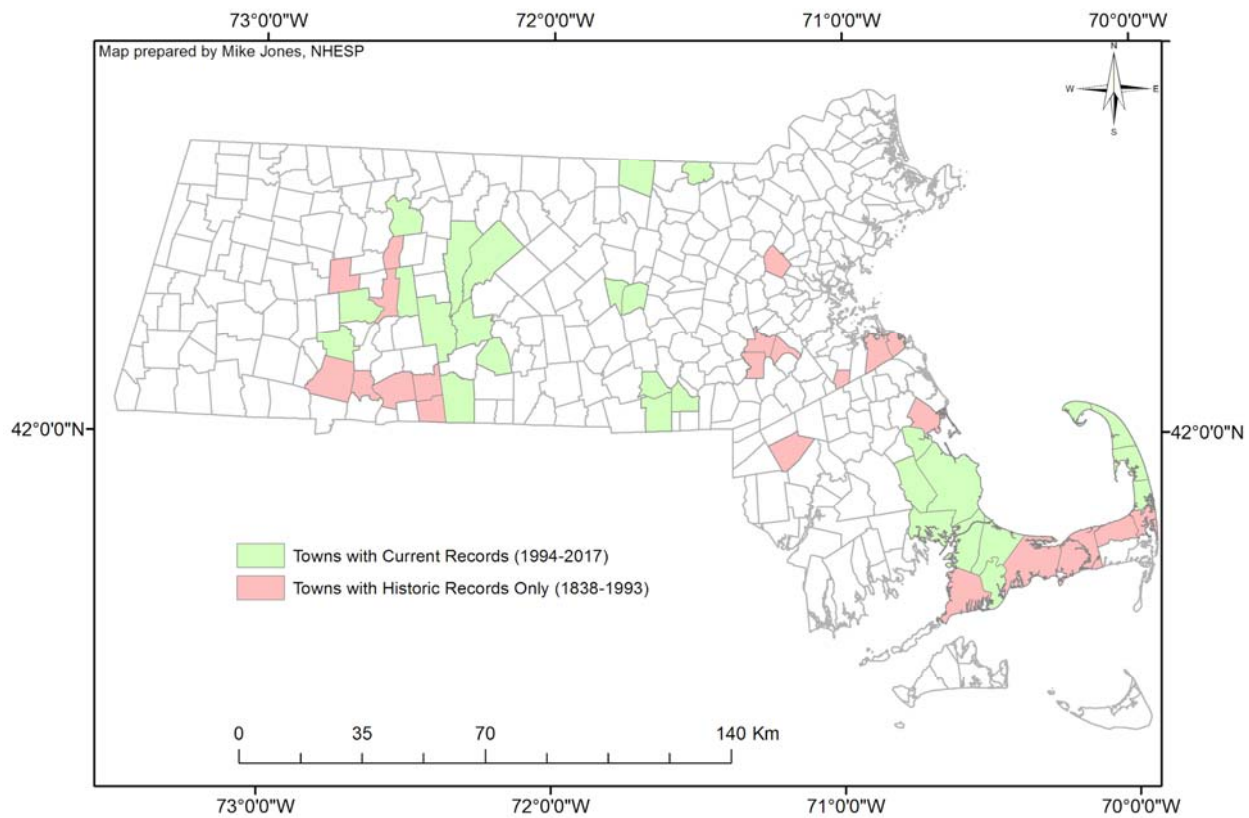 73°0'0"W 72°0'0"W 71°0'0"W 70°0'0"W
Map prepared by Mike Jones, NHESP
N
W E
S
42°0'0"N 42°0'0"N
Towns with Current Records (1994-2017)
Towns with Historic Records Only (1838-1993)
0 35 70 140 Km
73°0'0"W 72°0'0"W 71°0'0"W 70°0'0"W